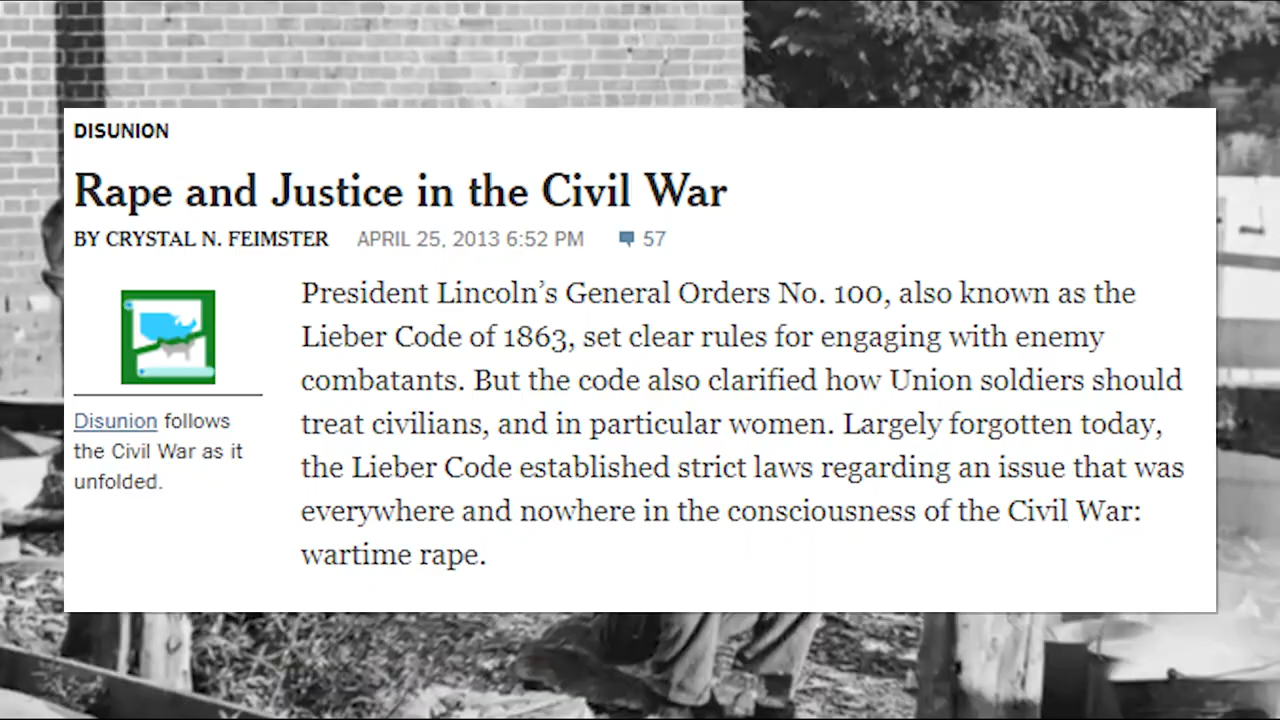 DISUNION
Rape and Justice in the Civil War
BY CRYSTAL N. FEIMSTER APRIL 25, 2013 6:52 PM 57
Disunion follows
the Civil War as it
unfolded.
President Lincoln’s General Orders No. 100, also known as the
Lieber Code of 1863, set clear rules for engaging with enemy
combatants. But the code also clarified how Union soldiers should
treat civilians, and in particular women. Largely forgotten today,
the Lieber Code established strict laws regarding an issue that was
everywhere and nowhere in the consciousness of the Civil War:
wartime rape.